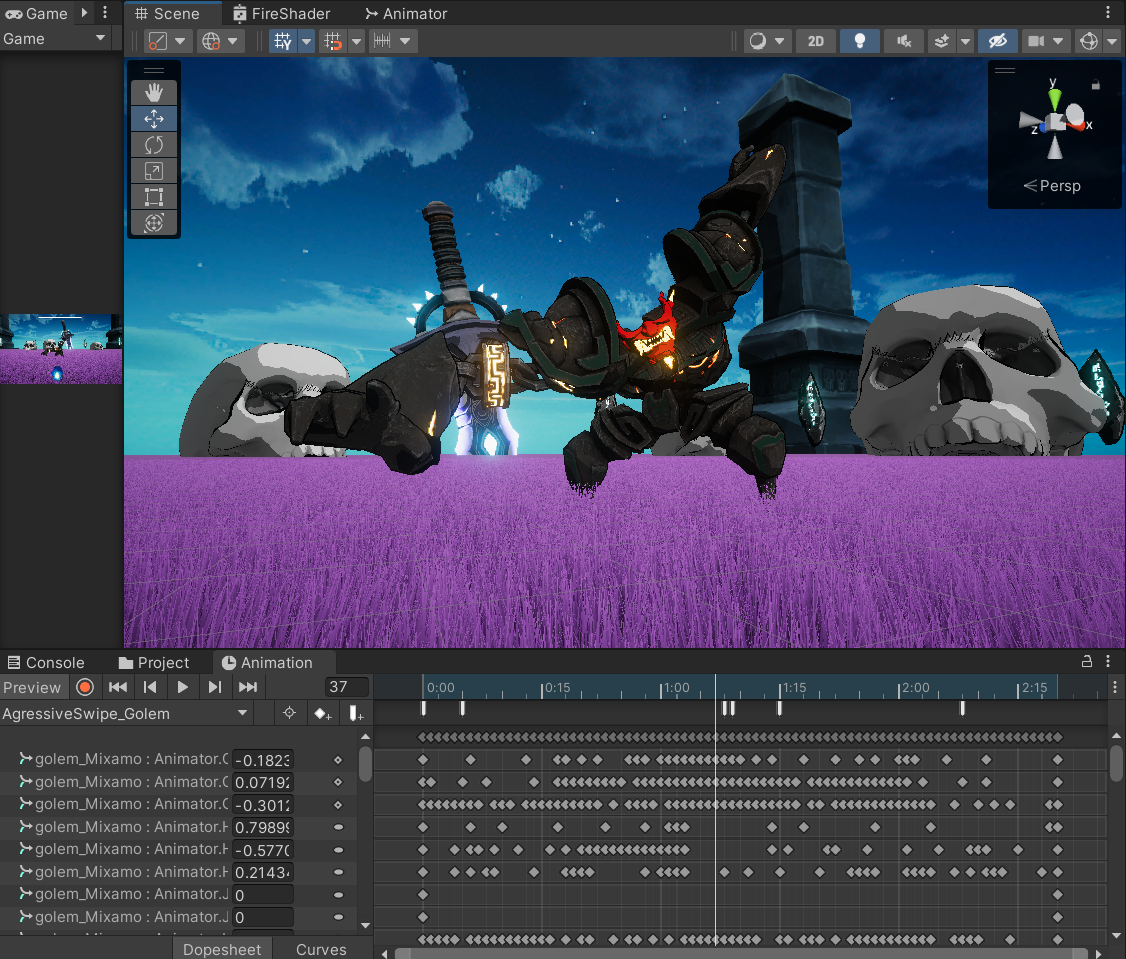 Game
Scene
FireShader
Animator
Game
Y
2D
y
z
x
Persp
Console
Project
Animation
Preview
37
0:00
0:15
1:00
1:15
2:00
2:15
AgressiveSwipe_Golem
golem_Mixamo : Animator.
-0.1823
golem_Mixamo : Animator.
0.07192
golem_Mixamo : Animator.
-0.3012
golem_Mixamo : Animator.
0.7989
golem_Mixamo : Animator.
-0.5770
golem_Mixamo : Animator.
0.2143
golem_Mixamo : Animator.
0
golem_Mixamo : Animator.
0
Dopesheet
Curves